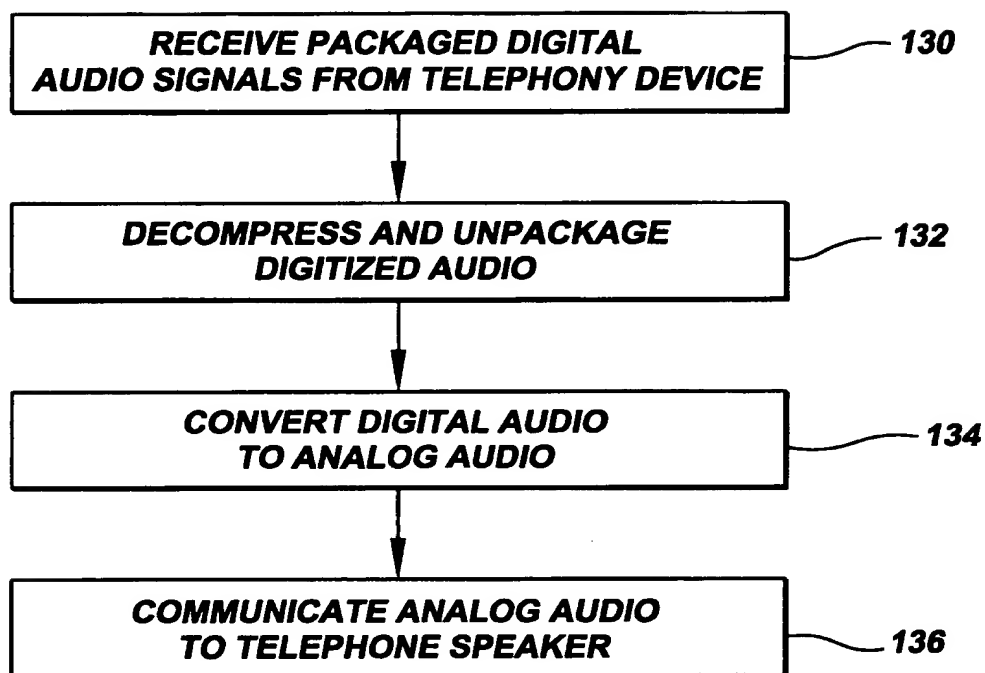 RECEIVE PACKAGED DIGITAL
AUDIO SIGNALS FROM TELEPHONY DEVICE
130
DECOMPRESS AND UNPACKAGE
DIGITIZED AUDIO
132
CONVERT DIGITAL AUDIO
TO ANALOG AUDIO
134
COMMUNICATE ANALOG AUDIO
TO TELEPHONE SPEAKER
136